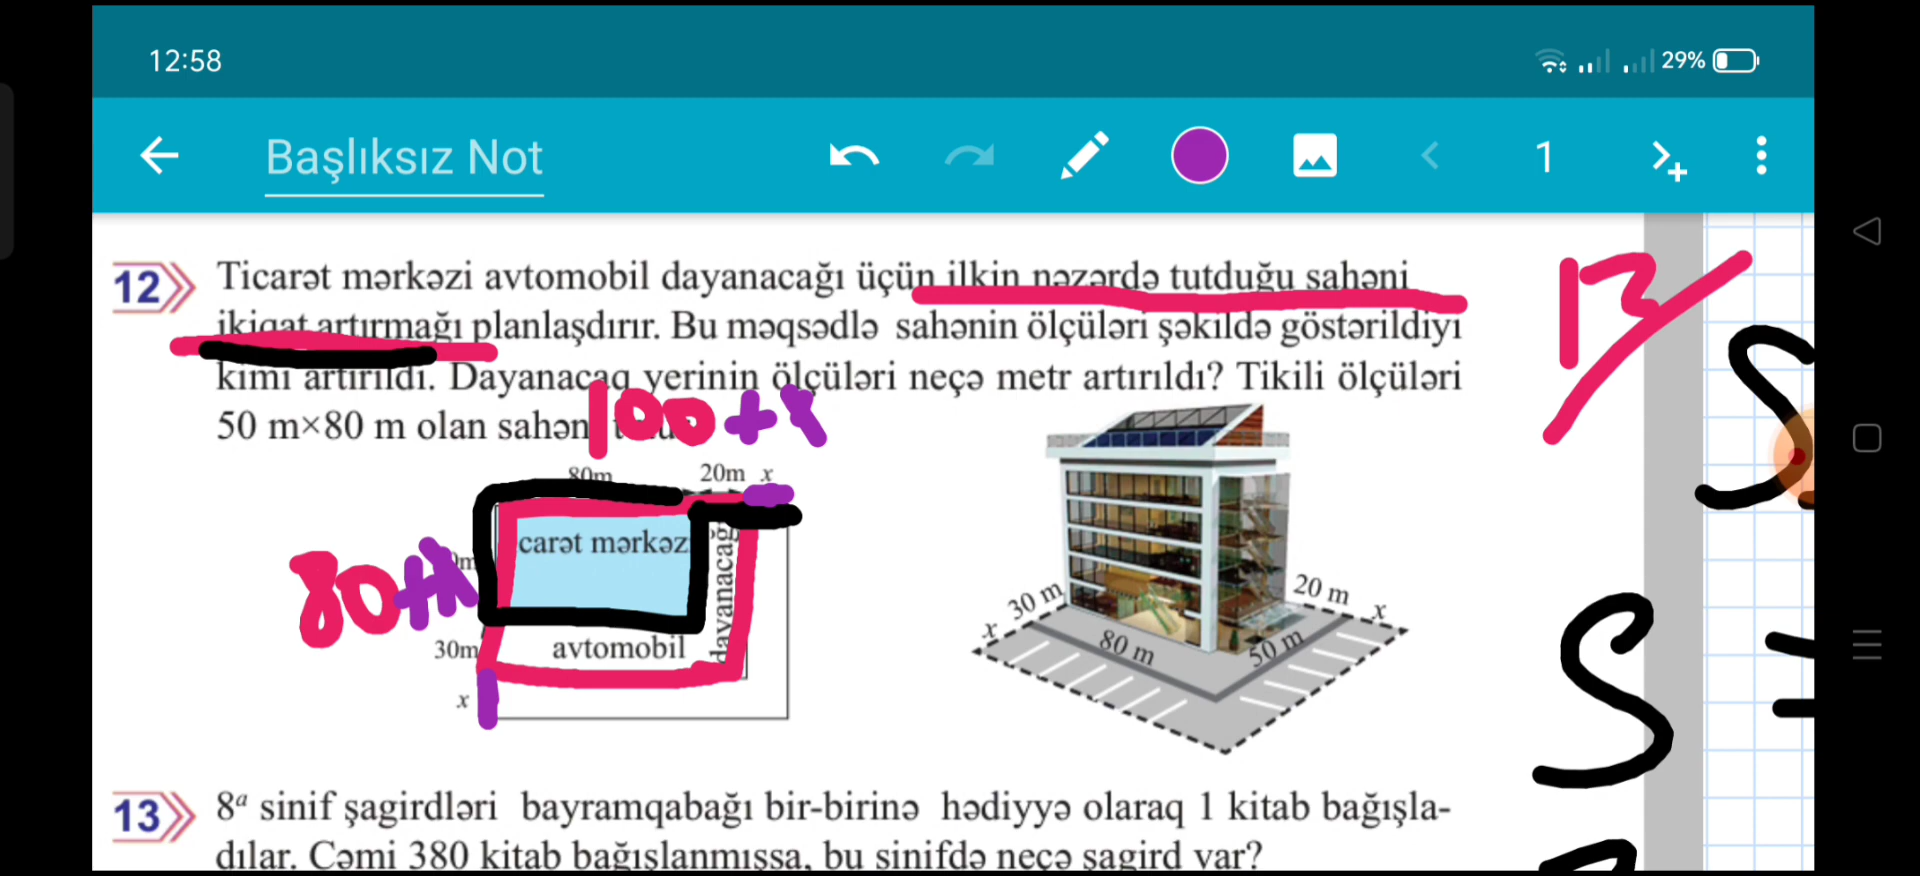 12:58
29%
Başlıksız Not
1
12 Ticarət mərkəzi avtomobil dayanacağı üçün ilkin nəzərdə tutduğu sahəni
ikiqat artırmağı planlaşdırır. Bu məqsədlə sahənin ölçüləri şəkildə göstərildiyi
kimi artırıldı. Dayanacaq yerinin ölçüləri neçə metr artırıldı? Tikili ölçüləri
50 m×80 m olan sahən
100+x
80m 20m x
carət mərkəz
80+x
30m avtomobil dayanacağı
x
30 m x 80 m 50 m 20 m x
S
S =
13 8ᵃ sinif şagirdləri bayramqabağı bir-birinə hədiyyə olaraq 1 kitab bağışla-
dılar. Cəmi 380 kitab bağışlanmışsa, bu sinifdə neçə şagird var?